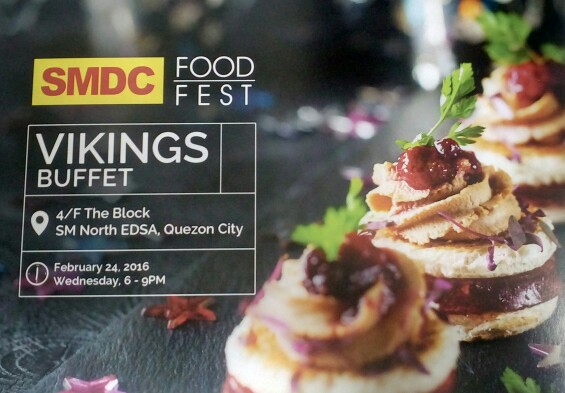 SMDC
FOOD
FEST
VIKINGS
BUFFET
4/F The Block
SM North EDSA, Quezon City
February 24, 2016
Wednesday, 6 - 9PM